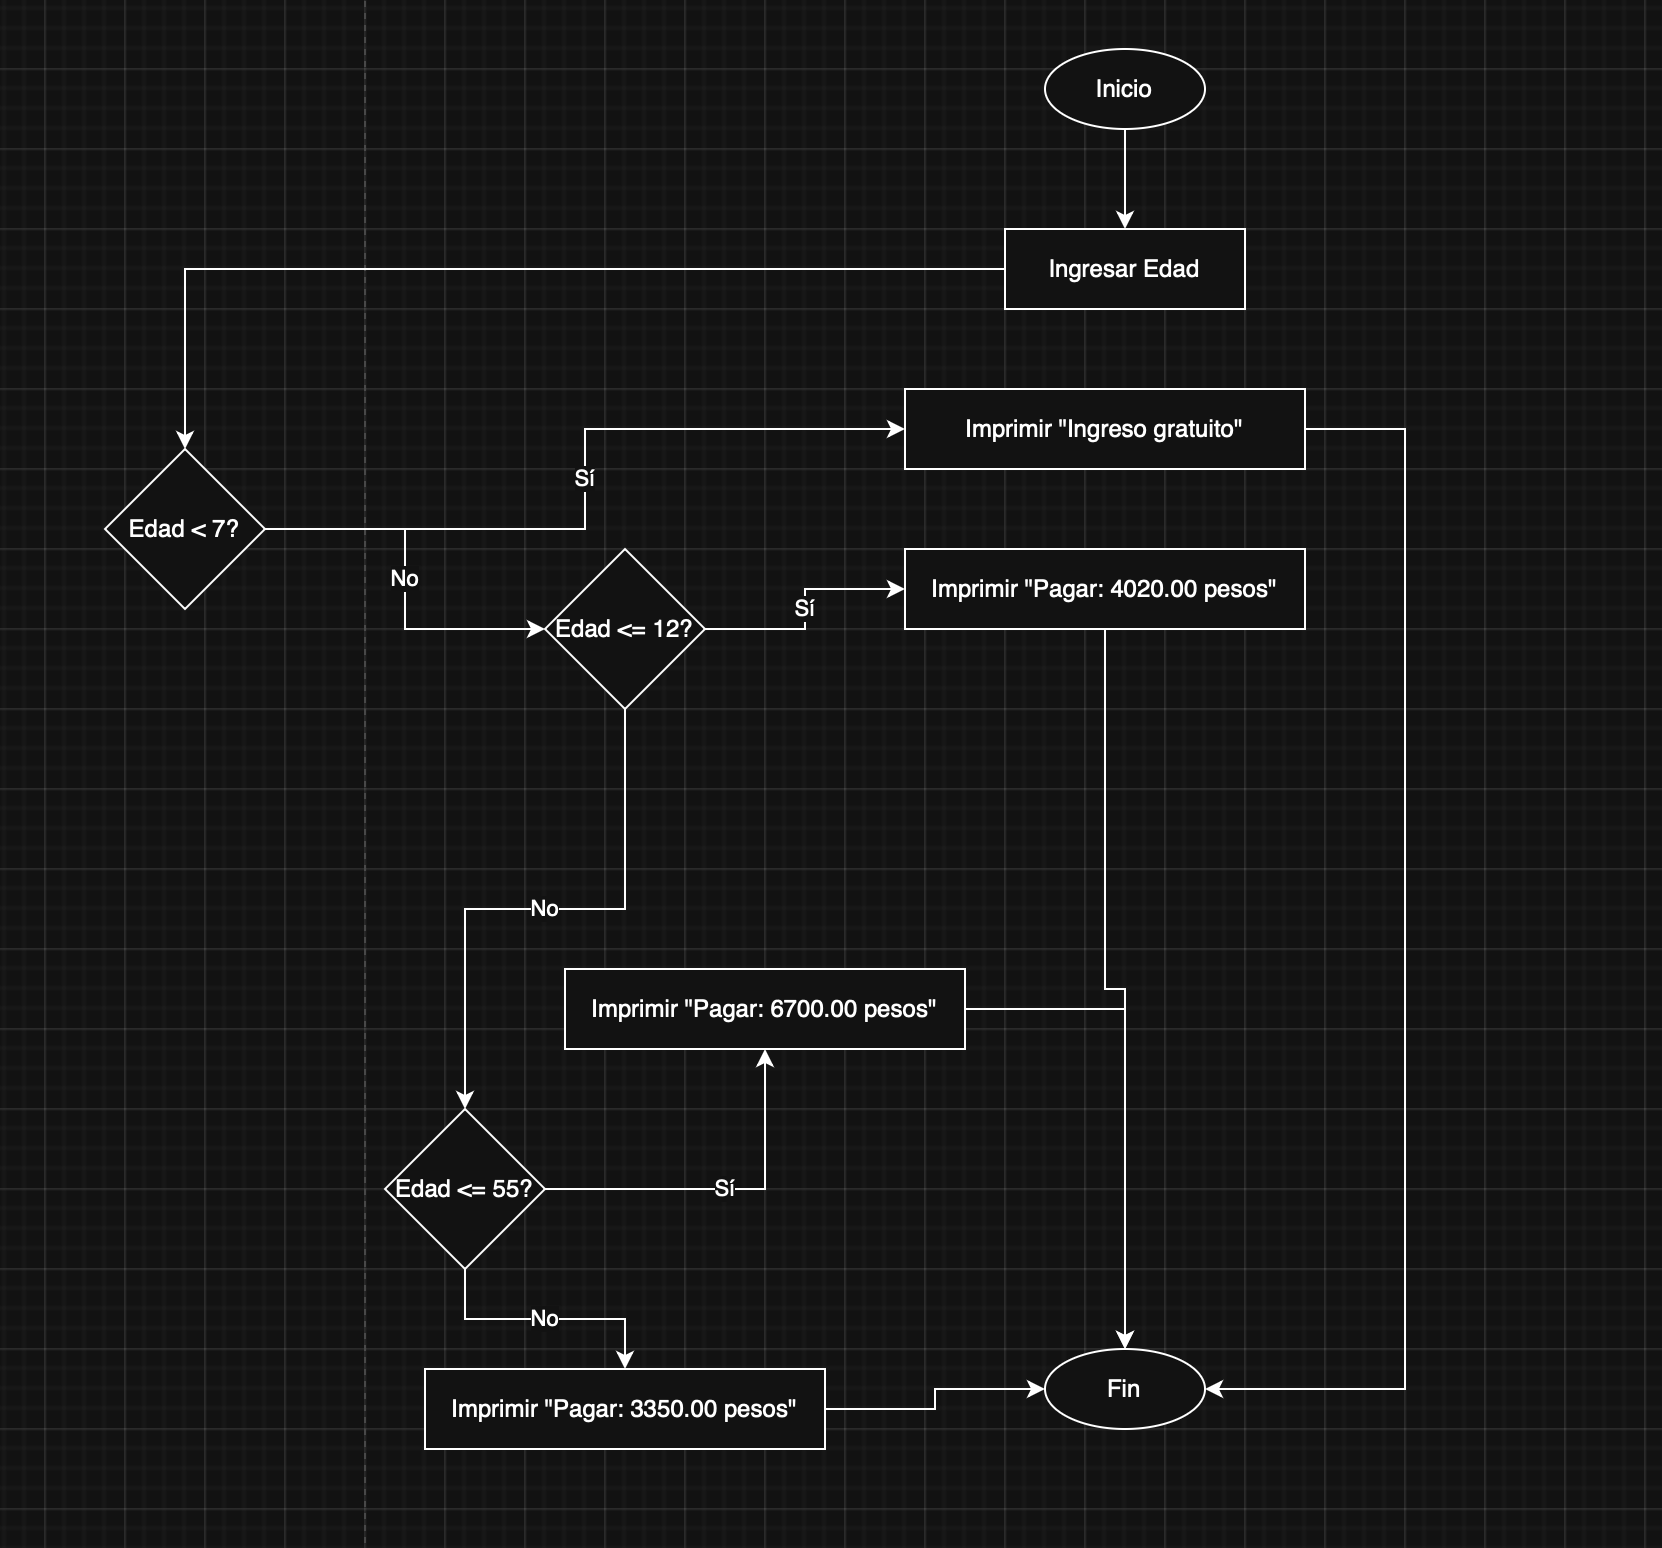 Inicio
Ingresar Edad
Imprimir "Ingreso gratuito"
Sí
Edad < 7?
No
Imprimir "Pagar: 4020.00 pesos"
Sí
Edad <= 12?
No
Imprimir "Pagar: 6700.00 pesos"
Edad <= 55?
Sí
No
Imprimir "Pagar: 3350.00 pesos"
Fin